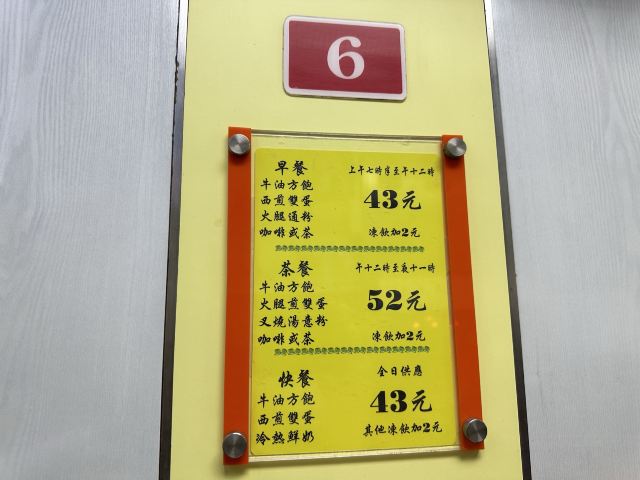 6
早餐 上午七時半至午十二時
牛油方飽
西煎雙蛋 43元
火腿通粉
咖啡或茶 凍飲加2元
茶餐 午十二時至夜十一時
牛油方飽
火腿煎雙蛋 52元
叉燒湯意粉
咖啡或茶 凍飲加2元
快餐 全日供應
牛油方飽
西煎雙蛋 43元
冷熱鮮奶 其他凍飲加2元